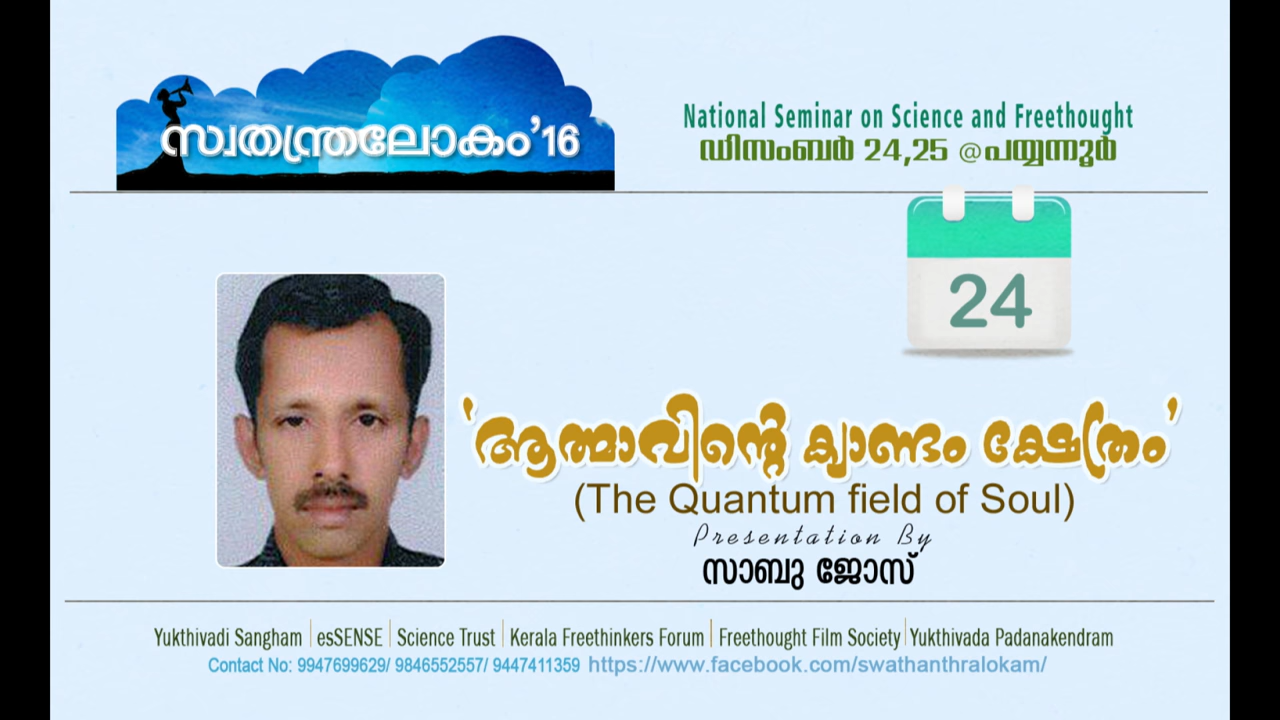 സ്വതന്ത്രലോകം'16
National Seminar on Science and Freethought
ഡിസംബർ 24,25 @പയ്യന്നൂർ
24
'ആത്മാവിന്റെ ക്വാണ്ടം ക്ഷേത്രം'
(The Quantum field of Soul)
Presentation By
സാബു ജോസ്
Yukthivadi Sangham | esSENSE | Science Trust | Kerala Freethinkers Forum | Freethought Film Society | Yukthivada Padanakendram
Contact No: 9947699629/ 9846552557/ 9447411359 https://www.facebook.com/swathanthralokam/